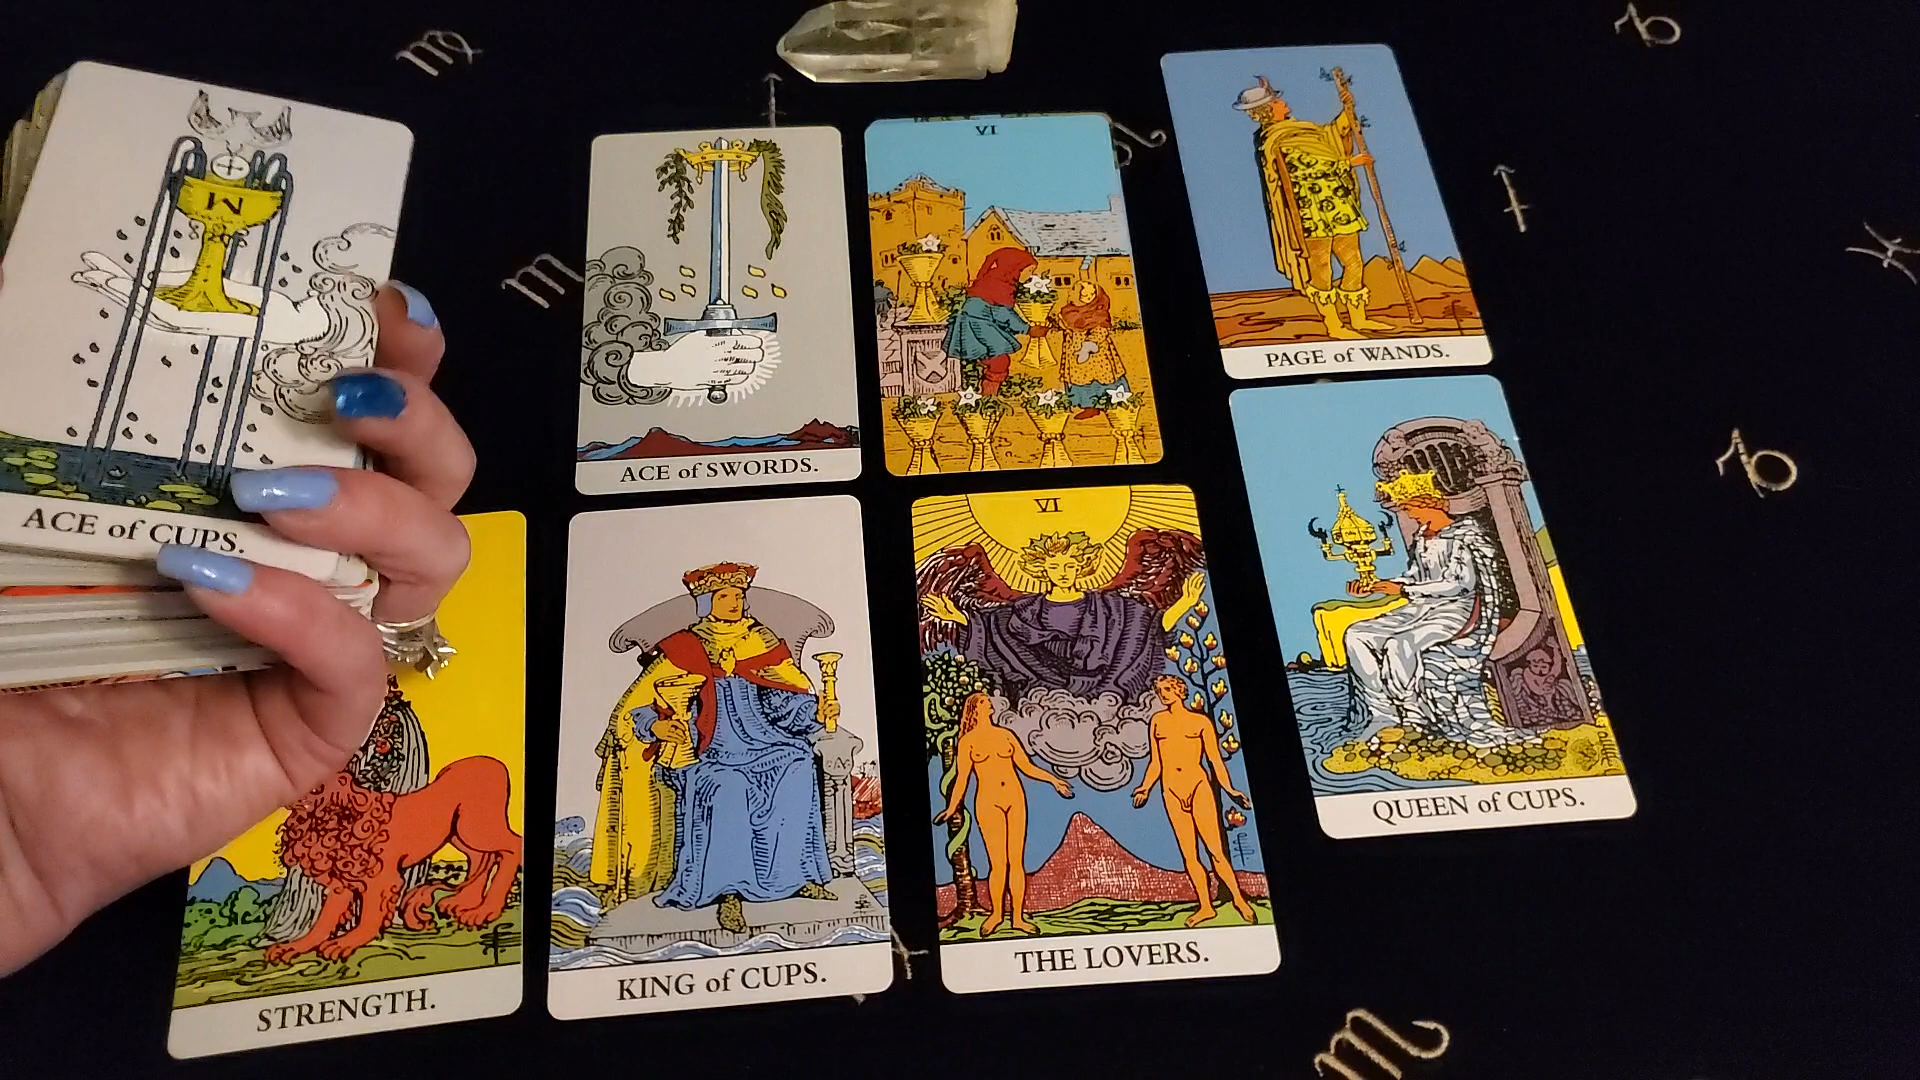 ACE of CUPS.
ACE of SWORDS.
VI
PAGE of WANDS.
STRENGTH.
KING of CUPS.
VI
THE LOVERS.
QUEEN of CUPS.